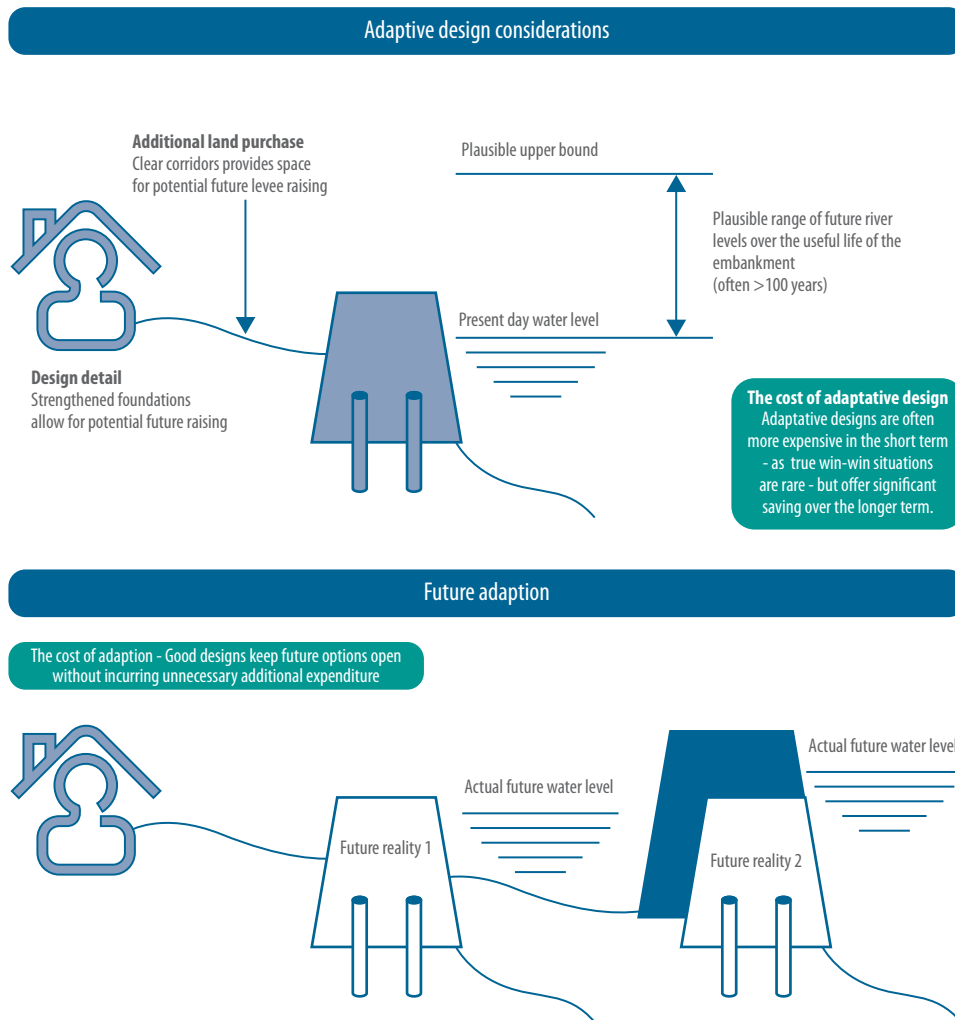 Adaptive design considerations
Additional land purchase
Clear corridors provides space
for potential future levee raising
Plausible upper bound
Plausible range of future river
levels over the useful life of the
embankment
(often >100 years)
Present day water level
Design detail
Strengthened foundations
allow for potential future raising
The cost of adaptative design
Adaptative designs are often
more expensive in the short term
- as true win-win situations
are rare - but offer significant
saving over the longer term.
Future adaption
The cost of adaption - Good designs keep future options open
without incurring unnecessary additional expenditure
Actual future water level
Actual future water level
Future reality 1
Future reality 2